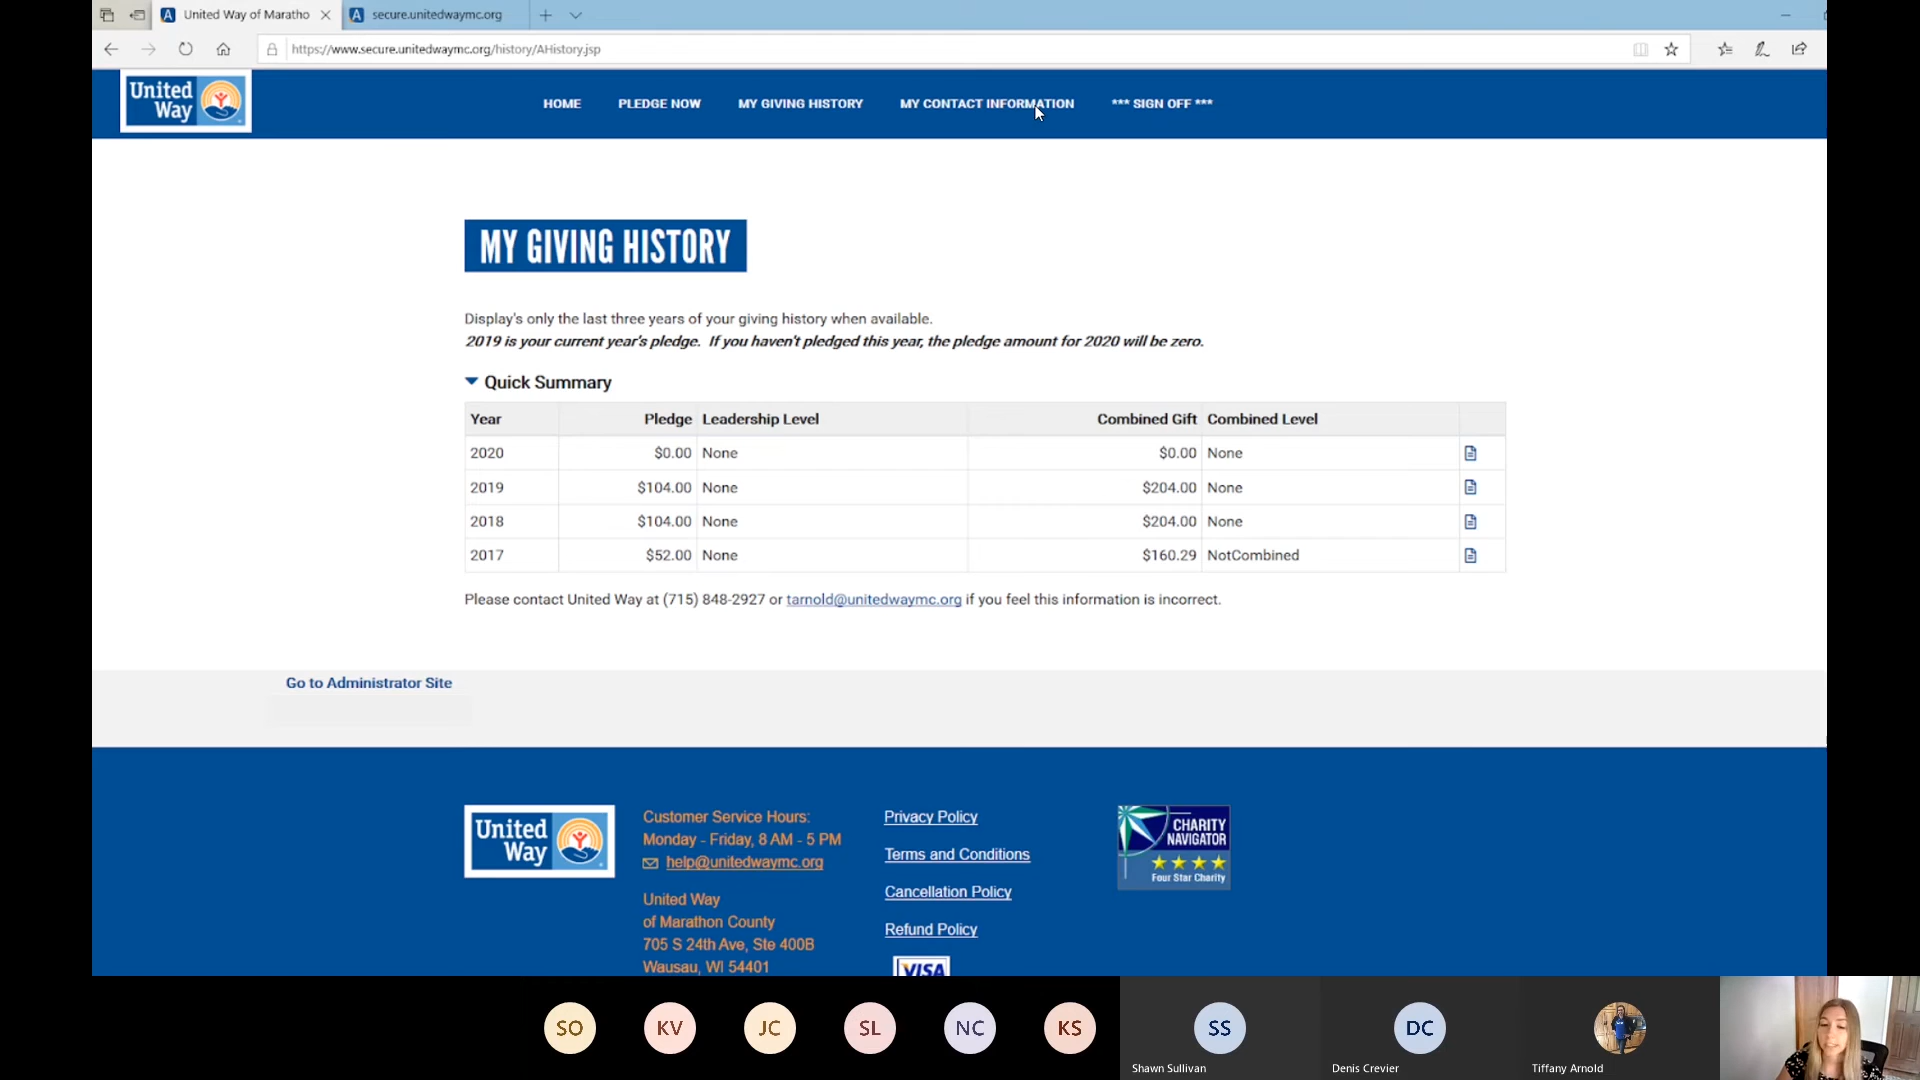 United Way of Maratho
secure.unitedwaymc.org
https://www.secure.unitedwaymc.org/history/AHistory.jsp
United
Way
HOME
PLEDGE NOW
MY GIVING HISTORY
MY CONTACT INFORMATION
*** SIGN OFF ***
MY GIVING HISTORY
Display's only the last three years of your giving history when available.
2019 is your current year's pledge. If you haven't pledged this year, the pledge amount for 2020 will be zero.
Quick Summary
Year Pledge Leadership Level Combined Gift Combined Level
2020 $0.00 None $0.00 None
2019 $104.00 None $204.00 None
2018 $104.00 None $204.00 None
2017 $52.00 None $160.29 NotCombined
Please contact United Way at (715) 848-2927 or tarnold@unitedwaymc.org if you feel this information is incorrect.
Go to Administrator Site
United
Way
Customer Service Hours:
Monday - Friday, 8 AM - 5 PM
help@unitedwaymc.org
United Way
of Marathon County
705 S 24th Ave, Ste 400B
Wausau, WI 54401
Privacy Policy
Terms and Conditions
Cancellation Policy
Refund Policy
VISA
CHARITY
NAVIGATOR
Four Star Charity
SO
KV
JC
SL
NC
KS
SS
DC
Shawn Sullivan
Denis Crevier
Tiffany Arnold